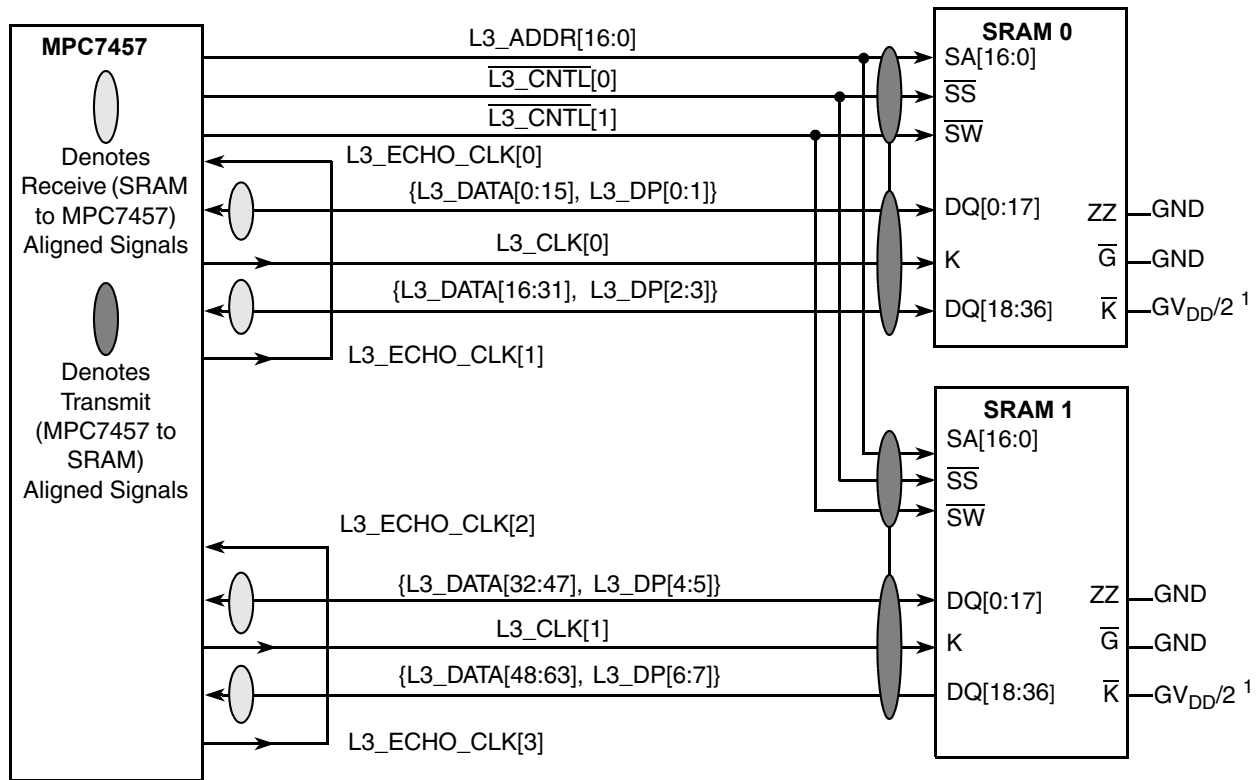 MPC7457
Denotes
Receive (SRAM
to MPC7457)
Aligned Signals
Denotes
Transmit
(MPC7457 to
SRAM)
Aligned Signals
L3_ADDR[16:0]
L3_CNTL[0]
L3_CNTL[1]
L3_ECHO_CLK[0]
{L3_DATA[0:15], L3_DP[0:1]}
L3_CLK[0]
{L3_DATA[16:31], L3_DP[2:3]}
L3_ECHO_CLK[1]
SRAM 0
SA[16:0]
SS
SW
DQ[0:17] ZZ GND
K G GND
DQ[18:36] K GVDD/2 1
SRAM 1
SA[16:0]
SS
SW
L3_ECHO_CLK[2]
{L3_DATA[32:47], L3_DP[4:5]}
L3_CLK[1]
{L3_DATA[48:63], L3_DP[6:7]}
L3_ECHO_CLK[3]
DQ[0:17] ZZ GND
K G GND
DQ[18:36] K GVDD/2 1